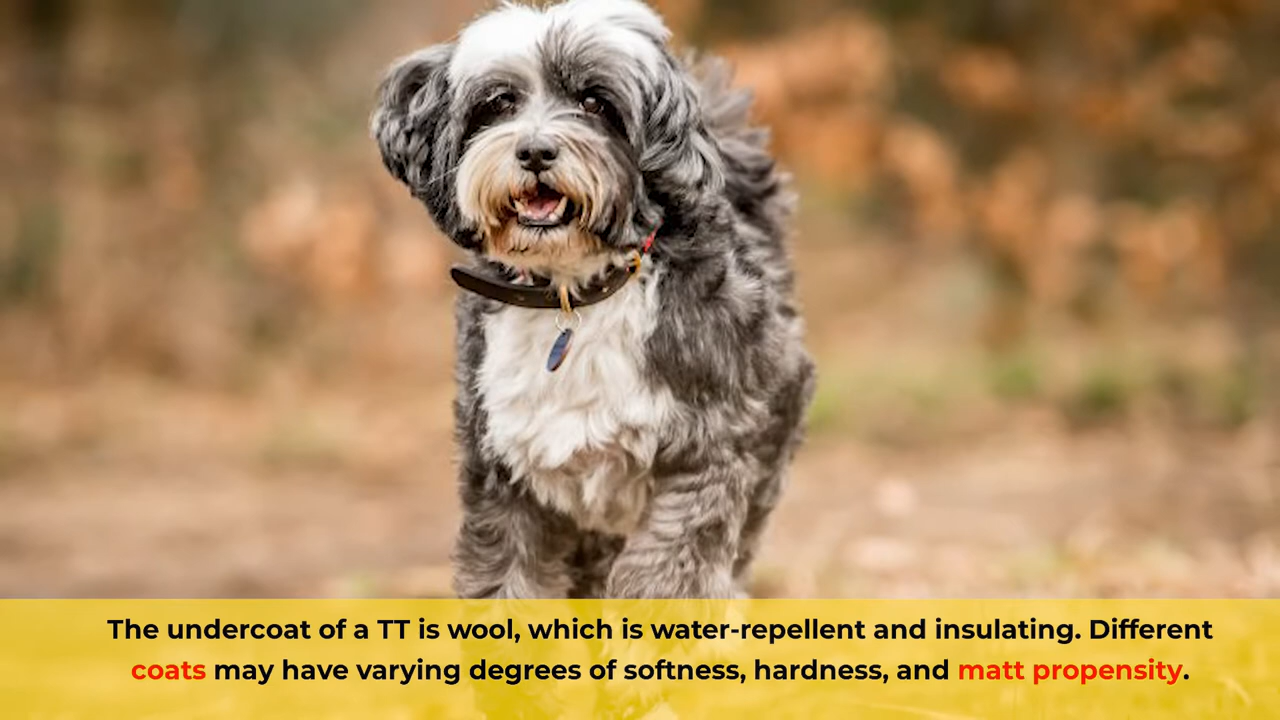 The undercoat of a TT is wool, which is water-repellent and insulating. Different
coats may have varying degrees of softness, hardness, and matt propensity.